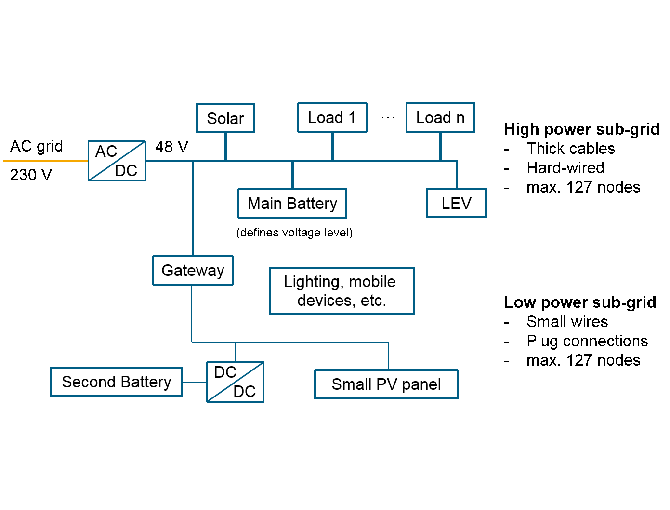 Solar
Load 1
...
Load n
AC grid
230 V
AC
DC
48 V
Main Battery
(defines voltage level)
LEV
High power sub-grid
- Thick cables
- Hard-wired
- max. 127 nodes
Gateway
Lighting, mobile
devices, etc.
Low power sub-grid
- Small wires
- Plug connections
- max. 127 nodes
Second Battery
DC
DC
Small PV panel